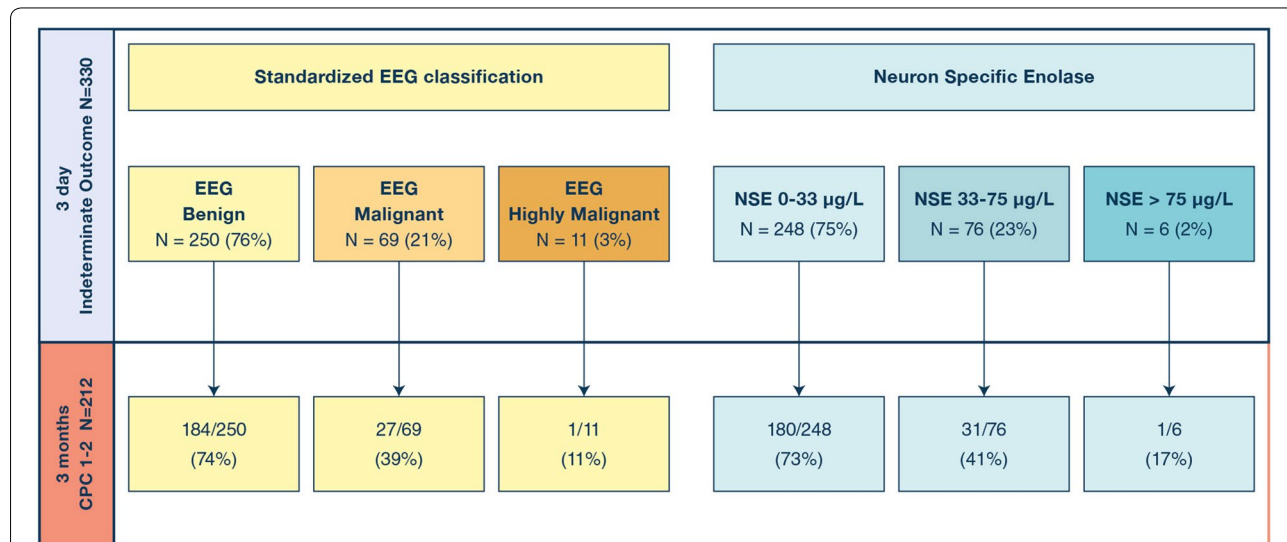 3 day
Indeterminate Outcome N=330
Standardized EEG classification
Neuron Specific Enolase
EEG
Benign
N = 250 (76%)
EEG
Malignant
N = 69 (21%)
EEG
Highly Malignant
N = 11 (3%)
NSE 0-33 µg/L
N = 248 (75%)
NSE 33-75 µg/L
N = 76 (23%)
NSE > 75 µg/L
N = 6 (2%)
3 months
CPC 1-2 N=212
184/250
(74%)
27/69
(39%)
1/11
(11%)
180/248
(73%)
31/76
(41%)
1/6
(17%)